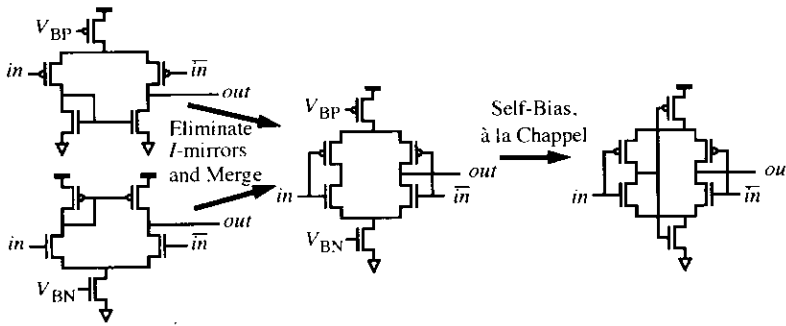 V_BP
in
in̅
out
Eliminate
I-mirrors
and Merge
in
in̅
out
V_BN
V_BP
in
in̅
out
V_BN
Self-Bias,
à la Chappel
in
in̅
ou